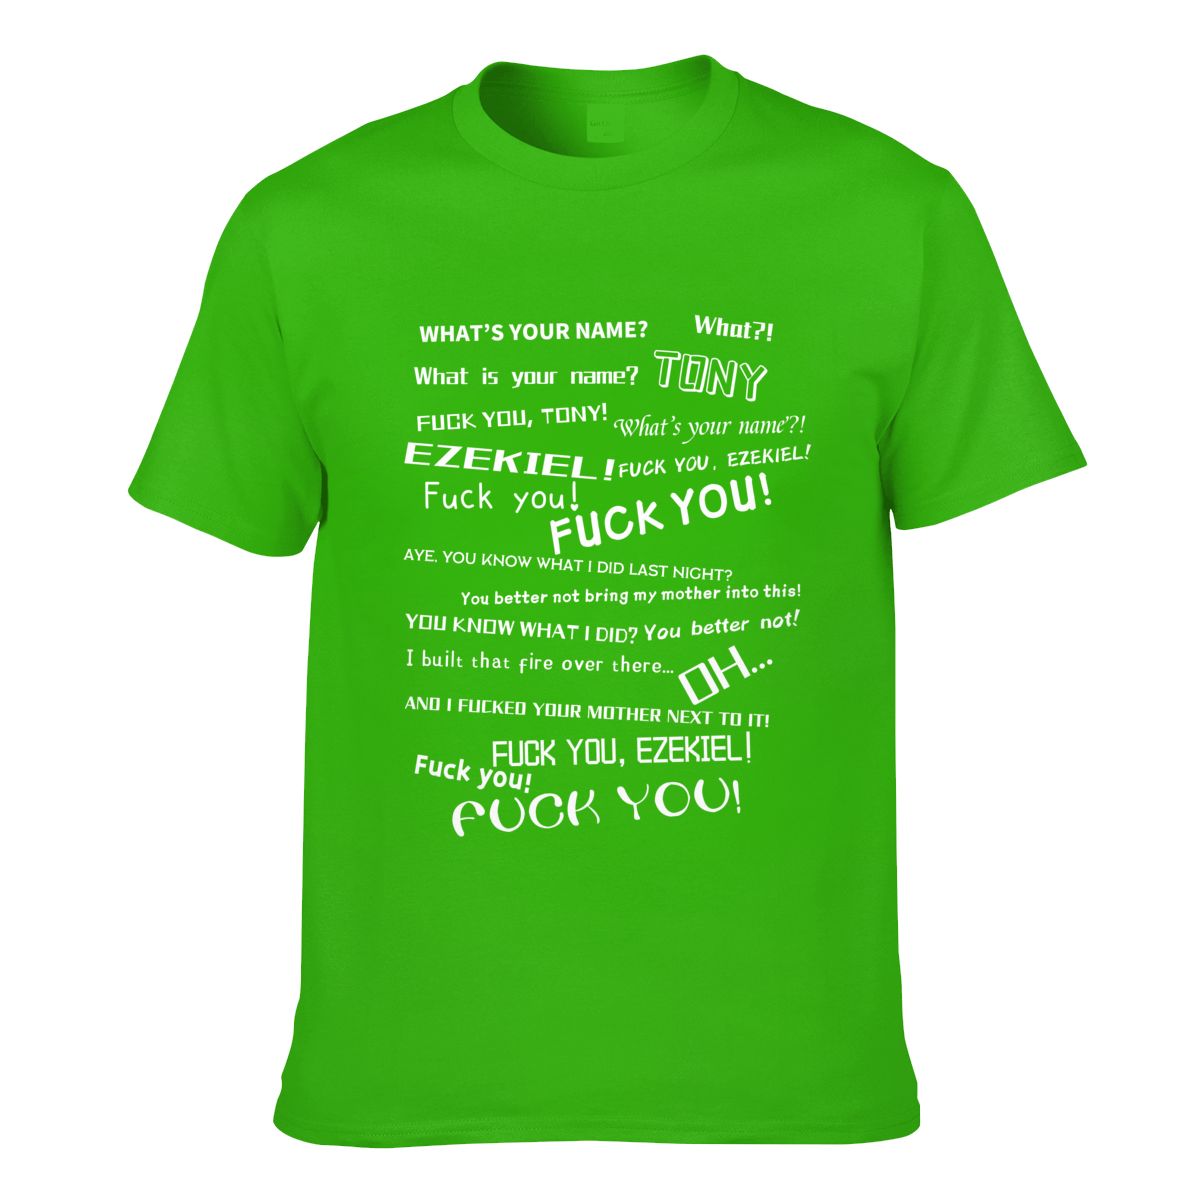 WHAT'S YOUR NAME? What?!
What is your name? TONY
FUCK YOU, TONY! What's your name?!
EZEKIEL! FUCK YOU, EZEKIEL!
Fuck you!
FUCK YOU!
AYE, YOU KNOW WHAT I DID LAST NIGHT?
You better not bring my mother into this!
YOU KNOW WHAT I DID? You better not!
I built that fire over there... OH...
AND I FUCKED YOUR MOTHER NEXT TO IT!
FUCK YOU, EZEKIEL!
Fuck you!
FUCK YOU!